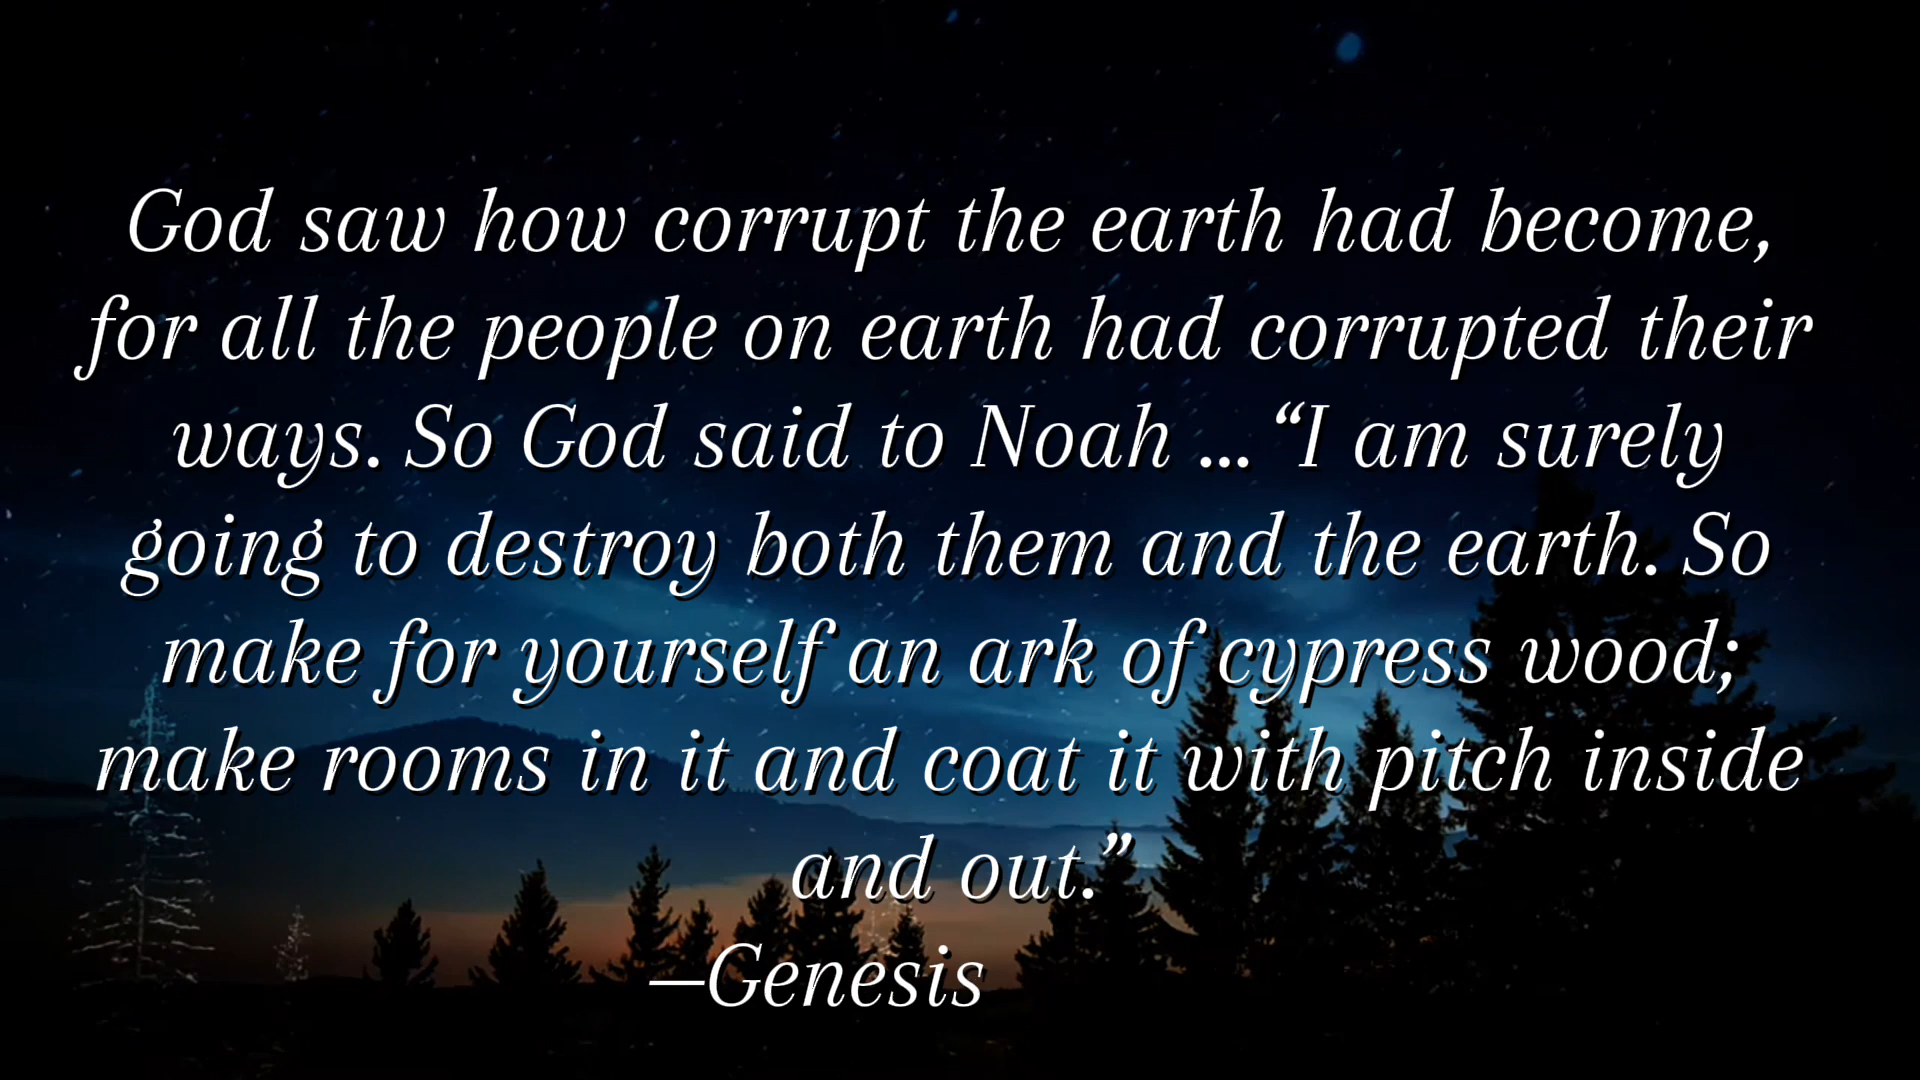 God saw how corrupt the earth had become,
for all the people on earth had corrupted their
ways. So God said to Noah ... “I am surely
going to destroy both them and the earth. So
make for yourself an ark of cypress wood;
make rooms in it and coat it with pitch inside
and out.”
—Genesis